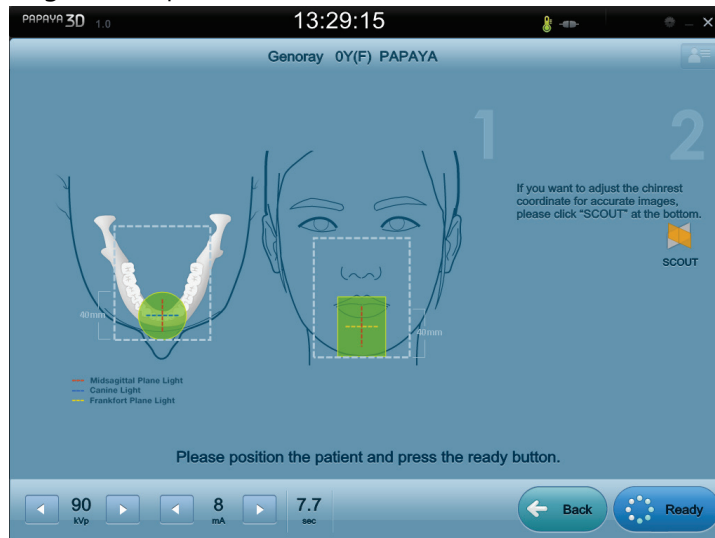 PAPAYA 3D 1.0
13:29:15
Genoray 0Y(F) PAPAYA
1
2
If you want to adjust the chinrest
coordinate for accurate images,
please click "SCOUT" at the bottom.
SCOUT
40mm
40mm
Midsagittal Plane Light
Canine Light
Frankfort Plane Light
Please position the patient and press the ready button.
90
kVp
8
mA
7.7
sec
Back
Ready